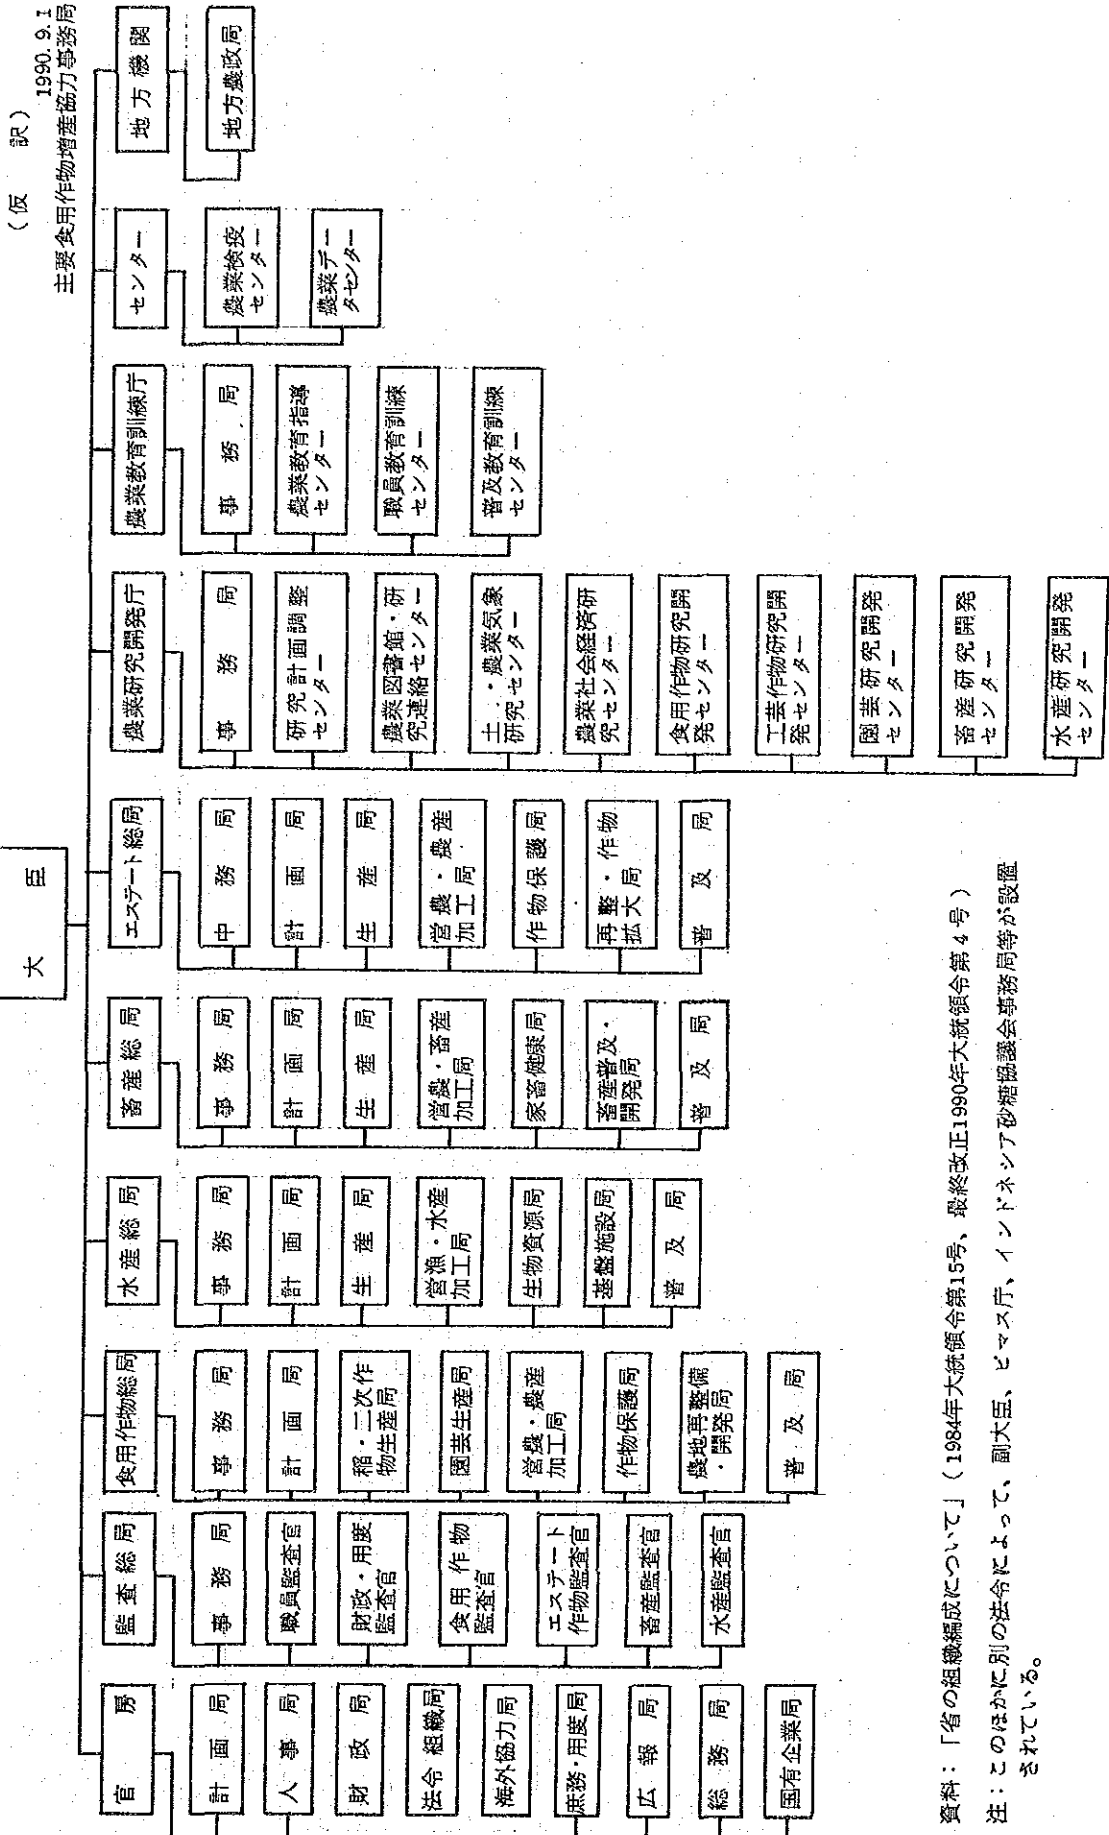 (仮 訳)
1990.9.1
主要食用作物増産協力事務局
大 臣
官 房
計 画 局
人 事 局
財 政 局
法令 組織局
海外協力局
庶務・用度局
広 報 局
総 務 局
国有企業局
監 査 総 局
事 務 局
職員監査官
財政・用度
監査官
食 用 作 物
監査官
エステート
作物監査官
畜産監査官
水産監査官
食用作物総局
事 務 局
計 画 局
稲・二次作
物生産局
園芸生産局
営農・農産
加工局
作物保護局
農地再整備
・開発局
普 及 局
水 産 総 局
事 務 局
計 画 局
生 産 局
営漁・水産
加工局
生物資源局
基盤施設局
普 及 局
畜 産 総 局
事 務 局
計 画 局
生 産 局
営農・畜産
加工局
家畜健康局
畜産普及・
開発局
普 及 局
エステート総局
中 務 局
計 画 局
生 産 局
営農・農産
加工局
作物保護局
再整・作物
拡大局
普 及 局
農業研究開発庁
事 務 局
研究計画調整
センター
農業図書館・研
究連絡センター
土・農業気象
研究センター
農業社会経済研
究センター
食用作物研究開
発センター
工芸作物研究開
発センター
園芸研究開発
センター
畜産研究開発
センター
水産研究開発
センター
農業教育訓練庁
事 務 局
農業教育指導
センター
職員教育訓練
センター
普及教育訓練
センター
センター
農業検疫
センター
農業デー
タセンター
地 方 機 関
地方農政局
資料:「省の組織編成について」(1984年大統領令第15号、最終改正1990年大統領令第4号)
注:このほかに別の法令によって、副大臣、ビマス庁、インドネシア砂糖協議会事務局等が設置
されている。